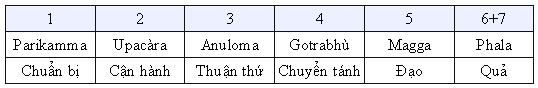 1 2 3 4 5 6+7
Parikamma Upacàra Anuloma Gotrabhù Magga Phala
Chuẩn bị Cận hành Thuận thứ Chuyển tánh Đạo Quả